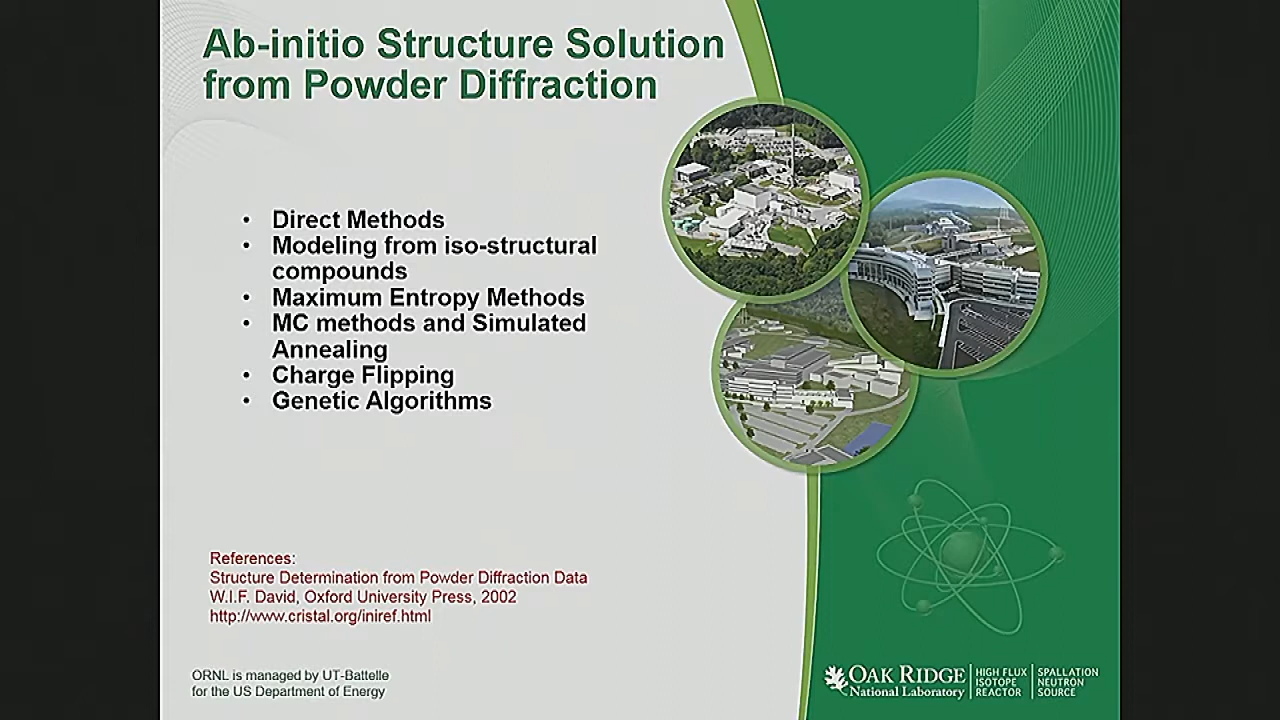 Ab-initio Structure Solution
from Powder Diffraction
• Direct Methods
• Modeling from iso-structural
compounds
• Maximum Entropy Methods
• MC methods and Simulated
Annealing
• Charge Flipping
• Genetic Algorithms
References:
Structure Determination from Powder Diffraction Data
W.I.F. David, Oxford University Press, 2002
http://www.cristal.org/iniref.html
ORNL is managed by UT-Battelle
for the US Department of Energy
OAK RIDGE
National Laboratory
HIGH FLUX
ISOTOPE
REACTOR
SPALLATION
NEUTRON
SOURCE